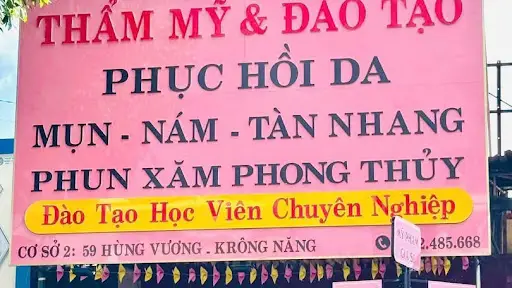 THẨM MỸ & ĐÀO TẠO
PHỤC HỒI DA
MỤN - NÁM - TÀN NHANG
PHUN XĂM PHONG THỦY
Đào Tạo Học Viên Chuyên Nghiệp
CƠ SỞ 2: 59 HÙNG VƯƠNG . KRÔNG NĂNG
2.485.668